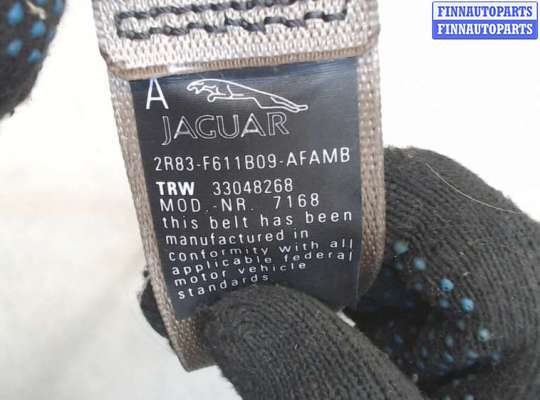 FINNAUTOPARTS
FINNAUTOPARTS
A
JAGUAR
2R83-F611B09-AFAMB
TRW 33048268
MOD.-NR. 7168
this belt has been
manufactured in
conformity with all
applicable federal
motor vehicle
standards